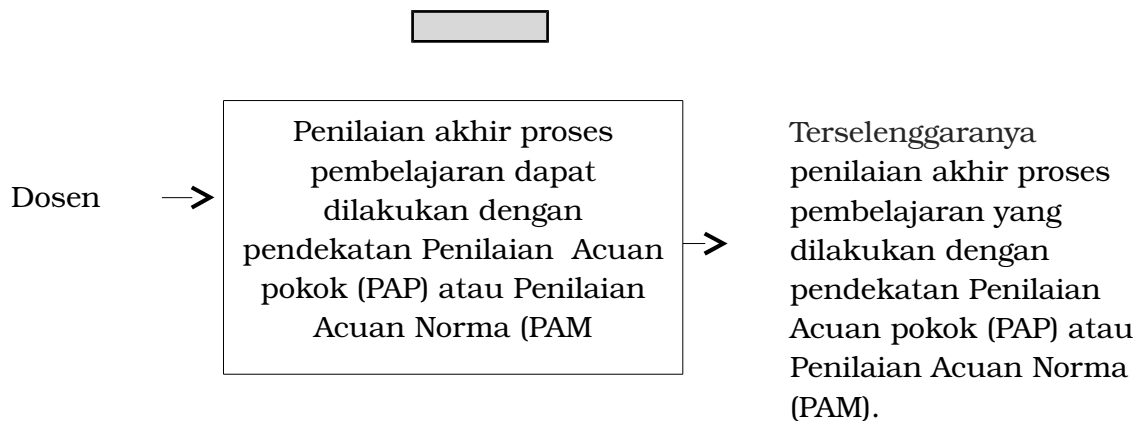 Dosen
Penilaian akhir proses
pembelajaran dapat
dilakukan dengan
pendekatan Penilaian  Acuan
pokok (PAP) atau Penilaian
Acuan Norma (PAM
Terselenggaranya
penilaian akhir proses
pembelajaran yang
dilakukan dengan
pendekatan Penilaian
Acuan pokok (PAP) atau
Penilaian Acuan Norma
(PAM).